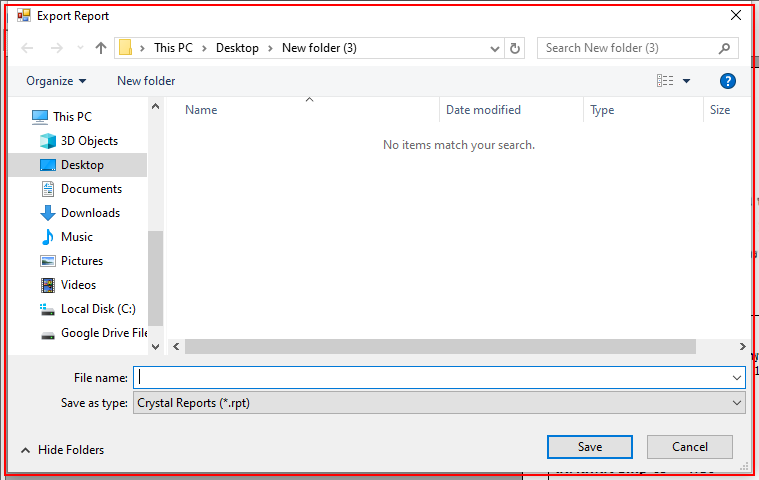 Export Report
This PC > Desktop > New folder (3)
Search New folder (3)
Organize
New folder
Name
Date modified
Type
Size
No items match your search.
This PC
3D Objects
Desktop
Documents
Downloads
Music
Pictures
Videos
Local Disk (C:)
Google Drive File
File name:
Save as type:
Crystal Reports (*.rpt)
Hide Folders
Save
Cancel